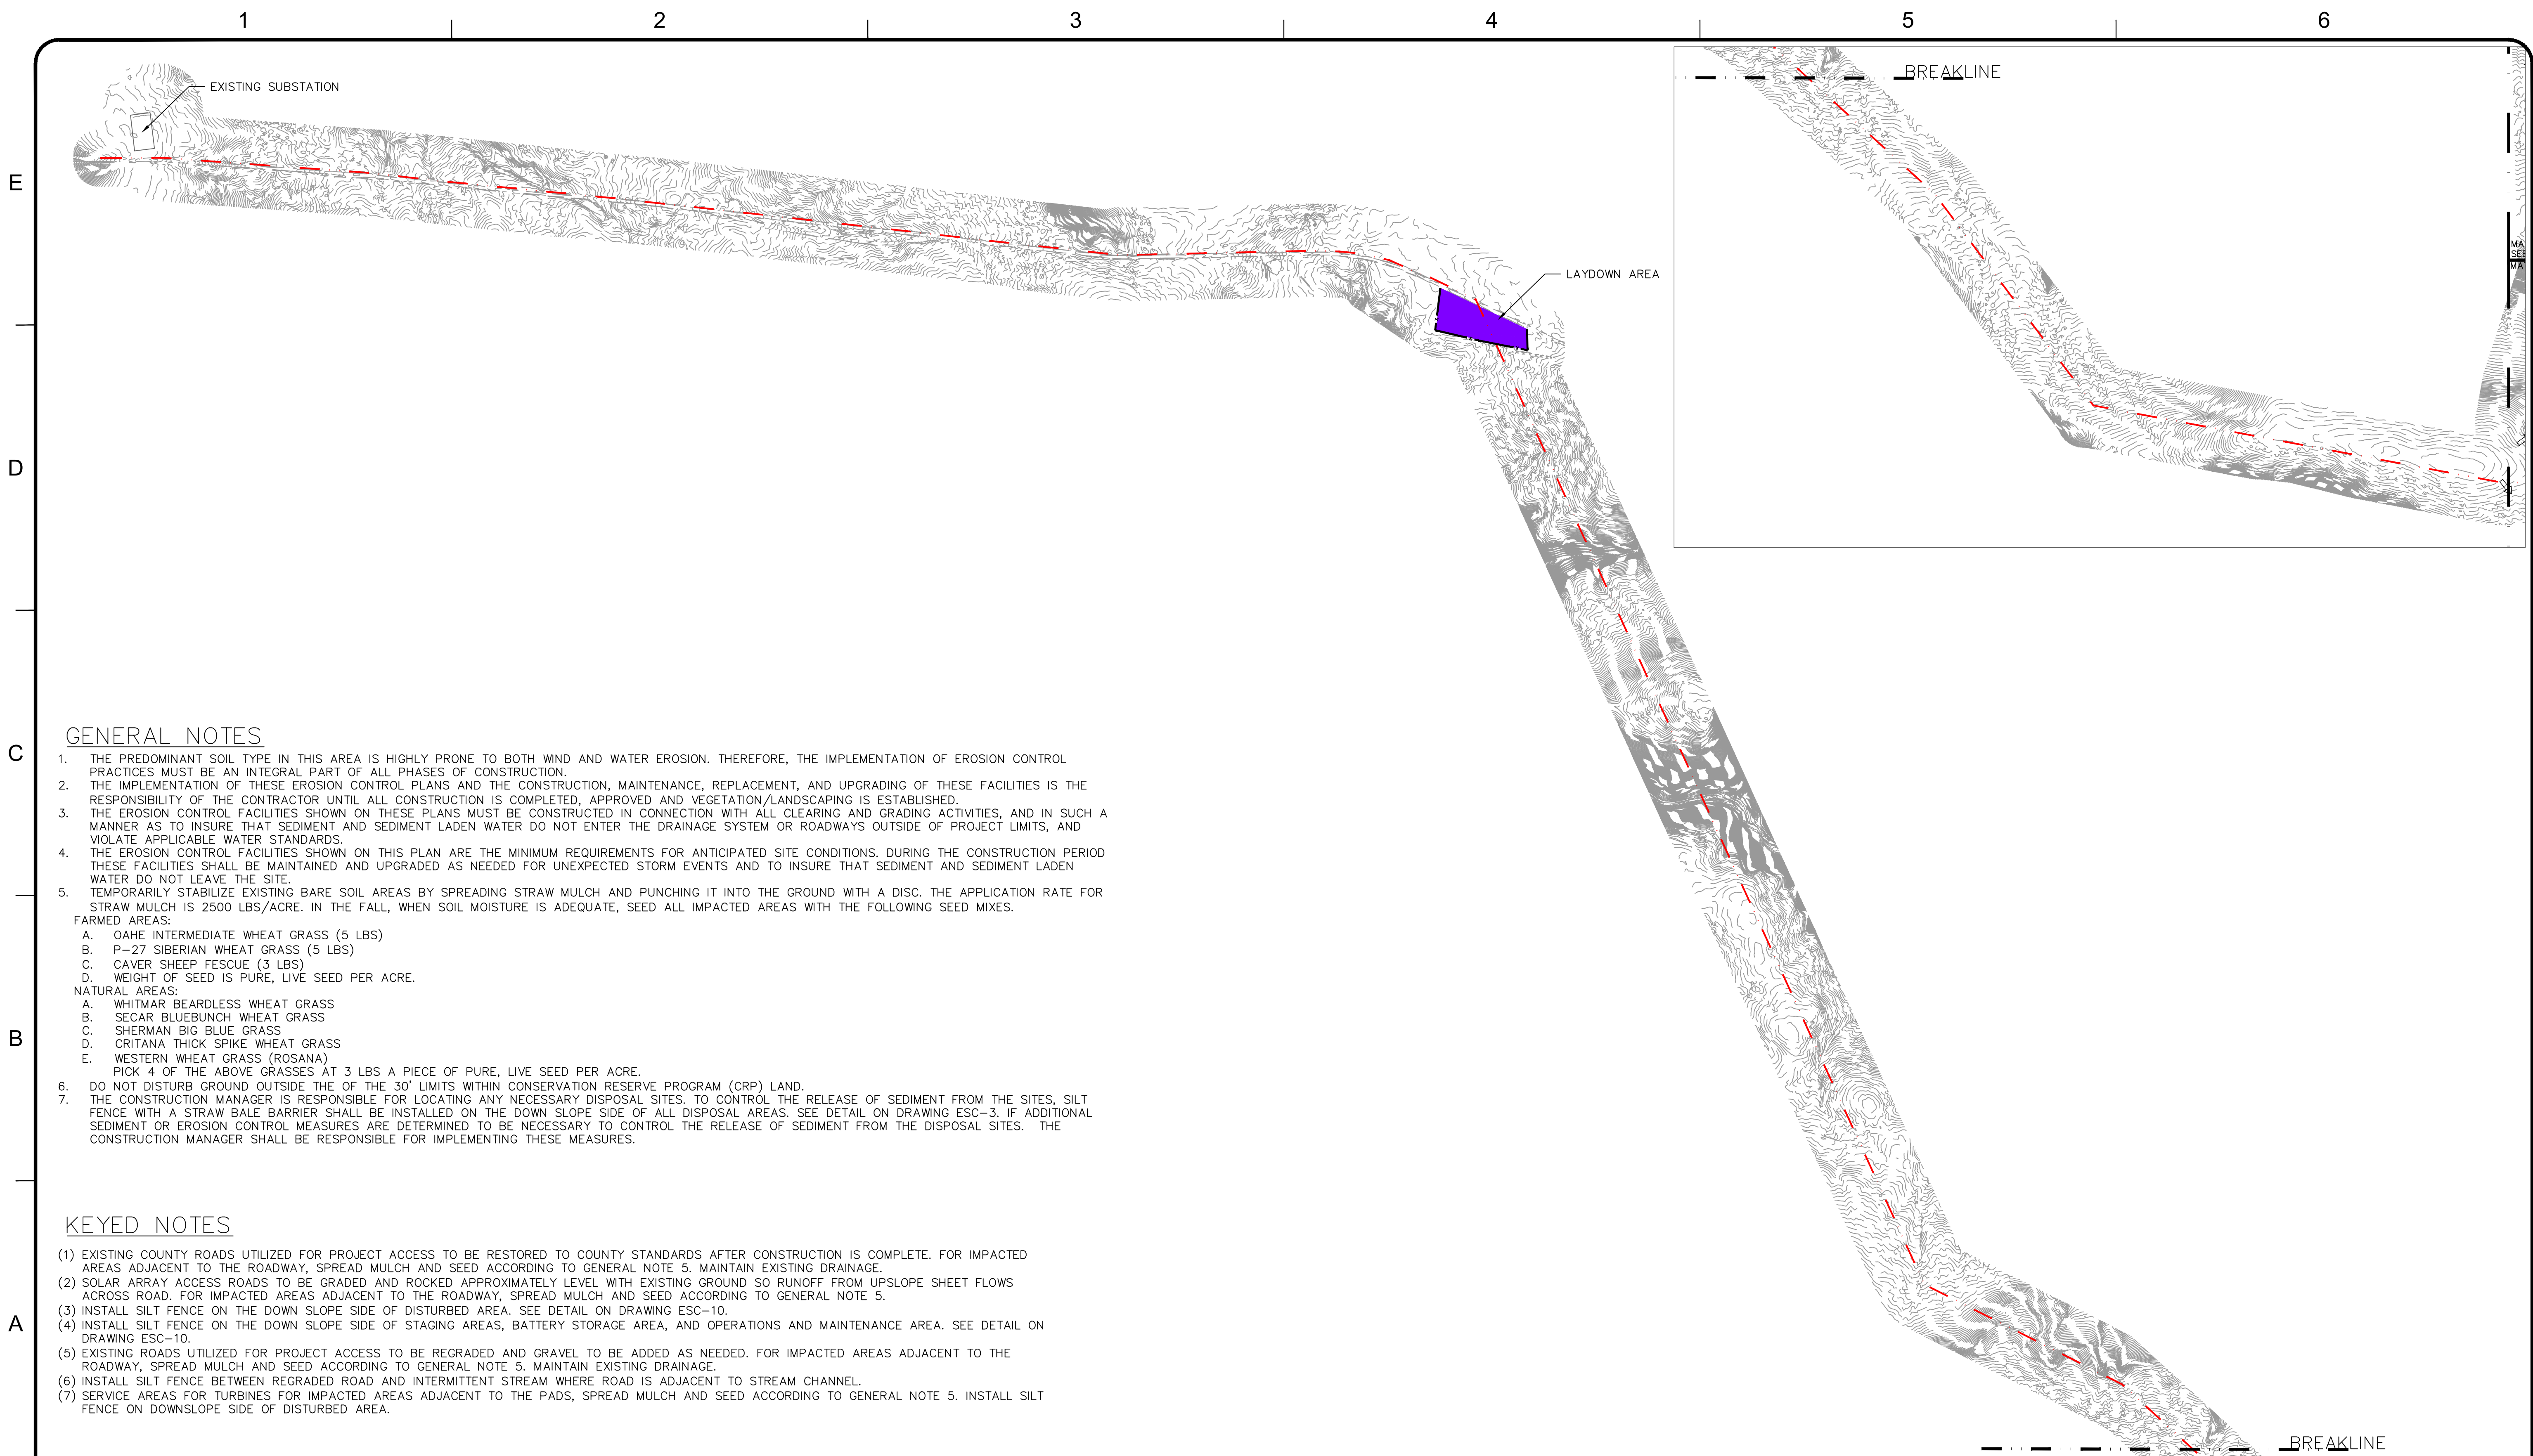 1 2 3 4 5 6
BREAKLINE
EXISTING SUBSTATION
E
LAYDOWN AREA
D
GENERAL NOTES
C
1. THE PREDOMINANT SOIL TYPE IN THIS AREA IS HIGHLY PRONE TO BOTH WIND AND WATER EROSION. THEREFORE, THE IMPLEMENTATION OF EROSION CONTROL
PRACTICES MUST BE AN INTEGRAL PART OF ALL PHASES OF CONSTRUCTION.
2. THE IMPLEMENTATION OF THESE EROSION CONTROL PLANS AND THE CONSTRUCTION, MAINTENANCE, REPLACEMENT, AND UPGRADING OF THESE FACILITIES IS THE
RESPONSIBILITY OF THE CONTRACTOR UNTIL ALL CONSTRUCTION IS COMPLETED, APPROVED AND VEGETATION/LANDSCAPING IS ESTABLISHED.
3. THE EROSION CONTROL FACILITIES SHOWN ON THESE PLANS MUST BE CONSTRUCTED IN CONNECTION WITH ALL CLEARING AND GRADING ACTIVITIES, AND IN SUCH A
MANNER AS TO INSURE THAT SEDIMENT AND SEDIMENT LADEN WATER DO NOT ENTER THE DRAINAGE SYSTEM OR ROADWAYS OUTSIDE OF PROJECT LIMITS, AND
VIOLATE APPLICABLE WATER STANDARDS.
4. THE EROSION CONTROL FACILITIES SHOWN ON THIS PLAN ARE THE MINIMUM REQUIREMENTS FOR ANTICIPATED SITE CONDITIONS. DURING THE CONSTRUCTION PERIOD
THESE FACILITIES SHALL BE MAINTAINED AND UPGRADED AS NEEDED FOR UNEXPECTED STORM EVENTS AND TO INSURE THAT SEDIMENT AND SEDIMENT LADEN
WATER DO NOT LEAVE THE SITE.
5. TEMPORARILY STABILIZE EXISTING BARE SOIL AREAS BY SPREADING STRAW MULCH AND PUNCHING IT INTO THE GROUND WITH A DISC. THE APPLICATION RATE FOR
STRAW MULCH IS 2500 LBS/ACRE. IN THE FALL, WHEN SOIL MOISTURE IS ADEQUATE, SEED ALL IMPACTED AREAS WITH THE FOLLOWING SEED MIXES.
FARMED AREAS:
A. OAHE INTERMEDIATE WHEAT GRASS (5 LBS)
B. P-27 SIBERIAN WHEAT GRASS (5 LBS)
C. CAVER SHEEP FESCUE (3 LBS)
D. WEIGHT OF SEED IS PURE, LIVE SEED PER ACRE.
NATURAL AREAS:
A. WHITMAR BEARDLESS WHEAT GRASS
B. SECAR BLUEBUNCH WHEAT GRASS
C. SHERMAN BIG BLUE GRASS
D. CRITANA THICK SPIKE WHEAT GRASS
E. WESTERN WHEAT GRASS (ROSANA)
PICK 4 OF THE ABOVE GRASSES AT 3 LBS A PIECE OF PURE, LIVE SEED PER ACRE.
6. DO NOT DISTURB GROUND OUTSIDE THE OF THE 30' LIMITS WITHIN CONSERVATION RESERVE PROGRAM (CRP) LAND.
7. THE CONSTRUCTION MANAGER IS RESPONSIBLE FOR LOCATING ANY NECESSARY DISPOSAL SITES. TO CONTROL THE RELEASE OF SEDIMENT FROM THE SITES, SILT
FENCE WITH A STRAW BALE BARRIER SHALL BE INSTALLED ON THE DOWN SLOPE SIDE OF ALL DISPOSAL AREAS. SEE DETAIL ON DRAWING ESC-3. IF ADDITIONAL
SEDIMENT OR EROSION CONTROL MEASURES ARE DETERMINED TO BE NECESSARY TO CONTROL THE RELEASE OF SEDIMENT FROM THE DISPOSAL SITES. THE
CONSTRUCTION MANAGER SHALL BE RESPONSIBLE FOR IMPLEMENTING THESE MEASURES.
B
KEYED NOTES
(1) EXISTING COUNTY ROADS UTILIZED FOR PROJECT ACCESS TO BE RESTORED TO COUNTY STANDARDS AFTER CONSTRUCTION IS COMPLETE. FOR IMPACTED
AREAS ADJACENT TO THE ROADWAY, SPREAD MULCH AND SEED ACCORDING TO GENERAL NOTE 5. MAINTAIN EXISTING DRAINAGE.
(2) SOLAR ARRAY ACCESS ROADS TO BE GRADED AND ROCKED APPROXIMATELY LEVEL WITH EXISTING GROUND SO RUNOFF FROM UPSLOPE SHEET FLOWS
ACROSS ROAD. FOR IMPACTED AREAS ADJACENT TO THE ROADWAY, SPREAD MULCH AND SEED ACCORDING TO GENERAL NOTE 5.
(3) INSTALL SILT FENCE ON THE DOWN SLOPE SIDE OF DISTURBED AREA. SEE DETAIL ON DRAWING ESC-10.
(4) INSTALL SILT FENCE ON THE DOWN SLOPE SIDE OF STAGING AREAS, BATTERY STORAGE AREA, AND OPERATIONS AND MAINTENANCE AREA. SEE DETAIL ON
DRAWING ESC-10.
(5) EXISTING ROADS UTILIZED FOR PROJECT ACCESS TO BE REGRADED AND GRAVEL TO BE ADDED AS NEEDED. FOR IMPACTED AREAS ADJACENT TO THE
ROADWAY, SPREAD MULCH AND SEED ACCORDING TO GENERAL NOTE 5. MAINTAIN EXISTING DRAINAGE.
(6) INSTALL SILT FENCE BETWEEN REGRADED ROAD AND INTERMITTENT STREAM WHERE ROAD IS ADJACENT TO STREAM CHANNEL.
(7) SERVICE AREAS FOR TURBINES FOR IMPACTED AREAS ADJACENT TO THE PADS, SPREAD MULCH AND SEED ACCORDING TO GENERAL NOTE 5. INSTALL SILT
FENCE ON DOWNSLOPE SIDE OF DISTURBED AREA.
A
BREAKLINE